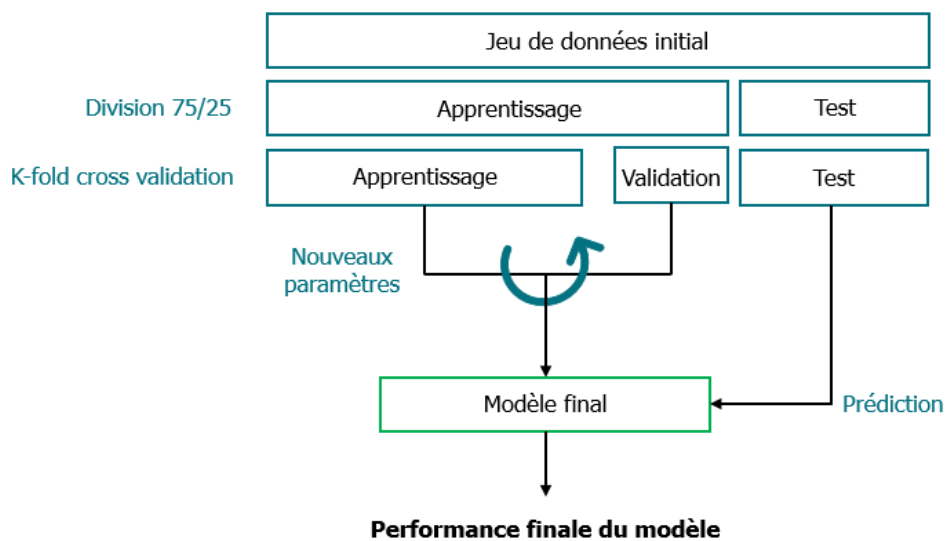 Jeu de données initial
Division 75/25
Apprentissage
Test
K-fold cross validation
Apprentissage
Validation
Test
Nouveaux
paramètres
Modèle final
Prédiction
Performance finale du modèle